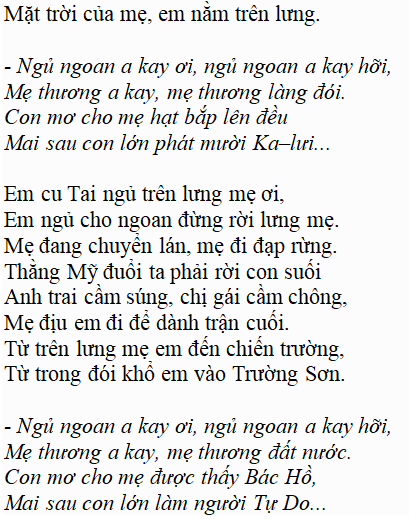 Mặt trời của mẹ, em nằm trên lưng.
- Ngủ ngoan a kay ơi, ngủ ngoan a kay hỡi,
Mẹ thương a kay, mẹ thương làng đói.
Con mơ cho mẹ hạt bắp lên đều
Mai sau con lớn phát mười Ka–lưi...
Em cu Tai ngủ trên lưng mẹ ơi,
Em ngủ cho ngoan đừng rời lưng mẹ.
Mẹ đang chuyển lán, mẹ đi đạp rừng.
Thằng Mỹ đuổi ta phải rời con suối
Anh trai cầm súng, chị gái cầm chông,
Mẹ địu em đi để dành trận cuối.
Từ trên lưng mẹ em đến chiến trường,
Từ trong đói khổ em vào Trường Sơn.
- Ngủ ngoan a kay ơi, ngủ ngoan a kay hỡi,
Mẹ thương a kay, mẹ thương đất nước.
Con mơ cho mẹ được thấy Bác Hồ,
Mai sau con lớn làm người Tự Do...